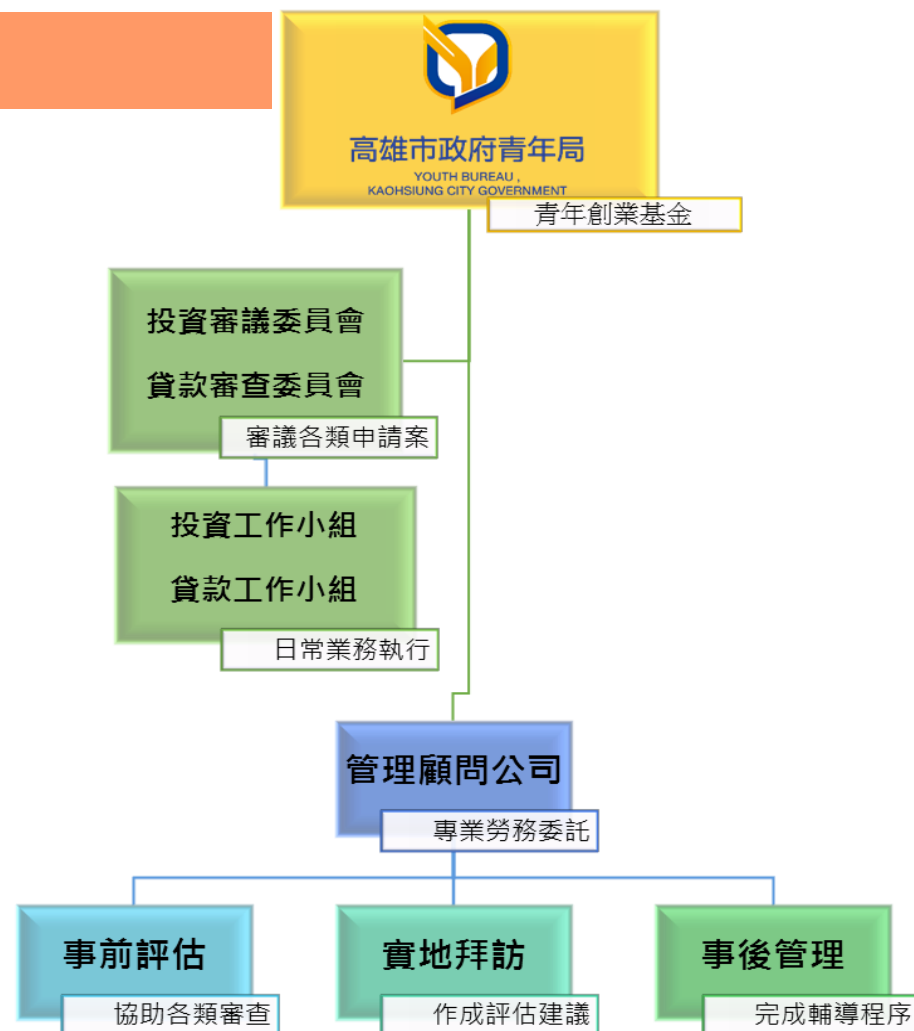 高雄市政府青年局
YOUTH BUREAU ,
KAOHSIUNG CITY GOVERNMENT
青年創業基金
投資審議委員會
貸款審查委員會
審議各類申請案
投資工作小組
貸款工作小組
日常業務執行
管理顧問公司
專業勞務委託
事前評估
協助各類審查
實地拜訪
作成評估建議
事後管理
完成輔導程序